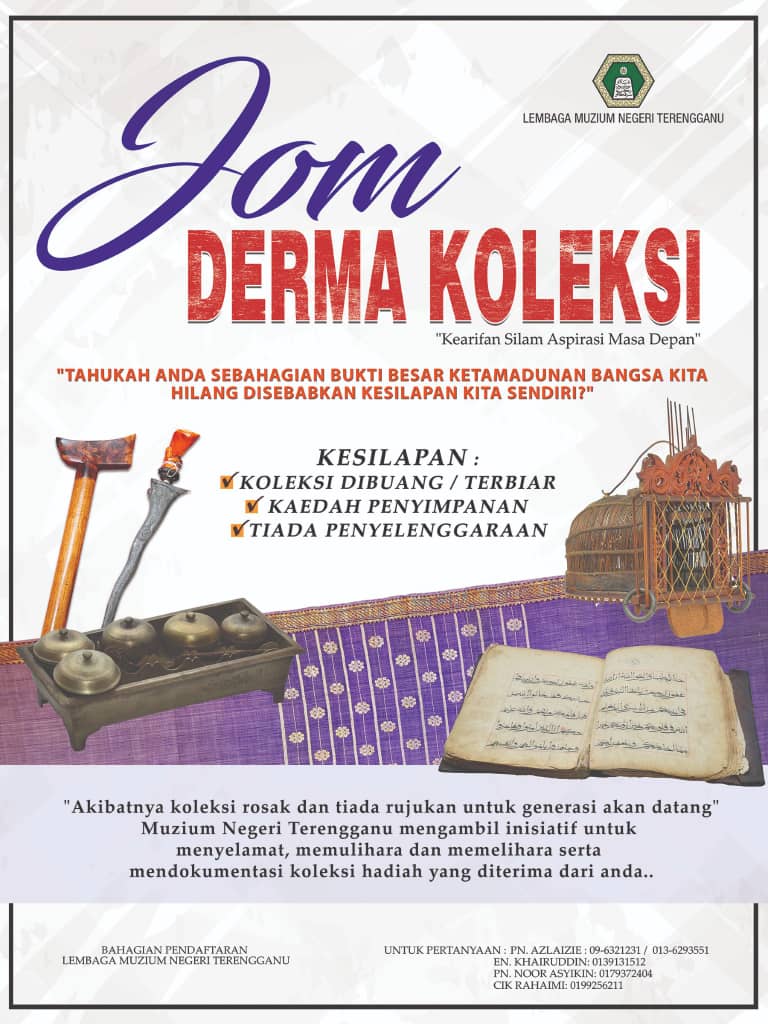 LEMBAGA MUZIUM NEGERI TERENGGANU
Jom
DERMA KOLEKSI
"Kearifan Silam Aspirasi Masa Depan"
"TAHUKAH ANDA SEBAHAGIAN BUKTI BESAR KETAMADUNAN BANGSA KITA
HILANG DISEBABKAN KESILAPAN KITA SENDIRI?"
KESILAPAN :
KOLEKSI DIBUANG / TERBIAR
KAEDAH PENYIMPANAN
TIADA PENYELENGGARAAN
"Akibatnya koleksi rosak dan tiada rujukan untuk generasi akan datang"
Muzium Negeri Terengganu mengambil inisiatif untuk
menyelamat, memulihara dan memelihara serta
mendokumentasi koleksi hadiah yang diterima dari anda..
BAHAGIAN PENDAFTARAN
LEMBAGA MUZIUM NEGERI TERENGGANU
UNTUK PERTANYAAN : PN. AZLAIZIE : 09-6321231 / 013-6293551
EN. KHAIRUDDIN: 0139131512
PN. NOOR ASYIKIN: 0179372404
CIK RAHAIMI: 0199256211